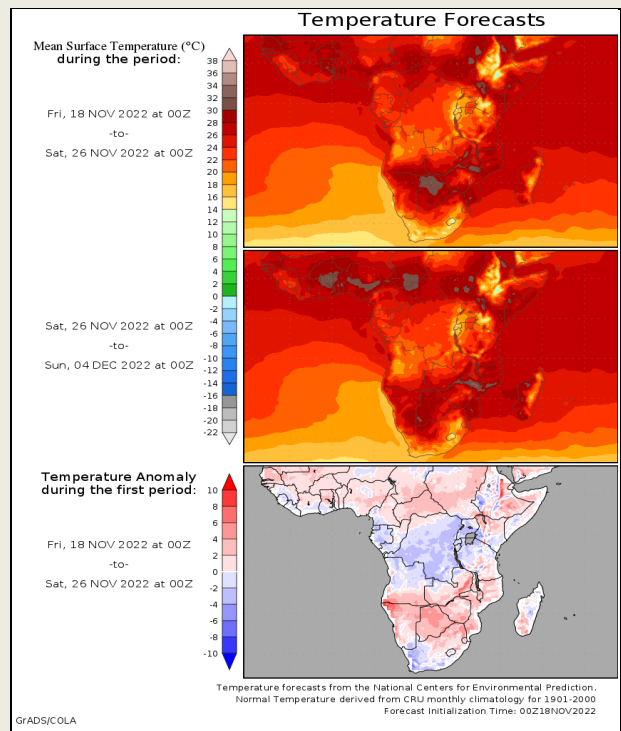 Temperature Forecasts
Mean Surface Temperature (°C)
during the period:
38
36
34
32
30
28
26
24
22
20
18
16
14
12
10
8
6
4
2
0
-2
-4
-6
-8
-10
-12
-14
-16
-18
-20
-22
Fri, 18 NOV 2022 at 00Z
-to-
Sat, 26 NOV 2022 at 00Z
Sat, 26 NOV 2022 at 00Z
-to-
Sun, 04 DEC 2022 at 00Z
Temperature Anomaly
during the first period:
10
8
6
4
2
0
-2
-4
-6
-8
-10
Fri, 18 NOV 2022 at 00Z
-to-
Sat, 26 NOV 2022 at 00Z
Temperature forecasts from the National Centers for Environmental Prediction.
Normal Temperature derived from CRU monthly climatology for 1901-2000
Forecast Initialization Time: 00Z18NOV2022
GrADS/COLA